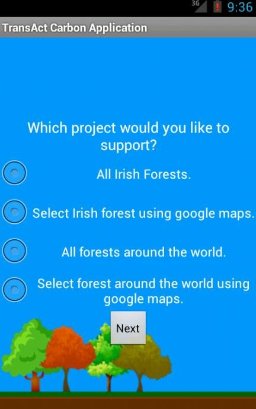 36 9:36
TransAct Carbon Application
Which project would you like to
support?
All Irish Forests.
Select Irish forest using google maps.
All forests around the world.
Select forest around the world using
google maps.
Next